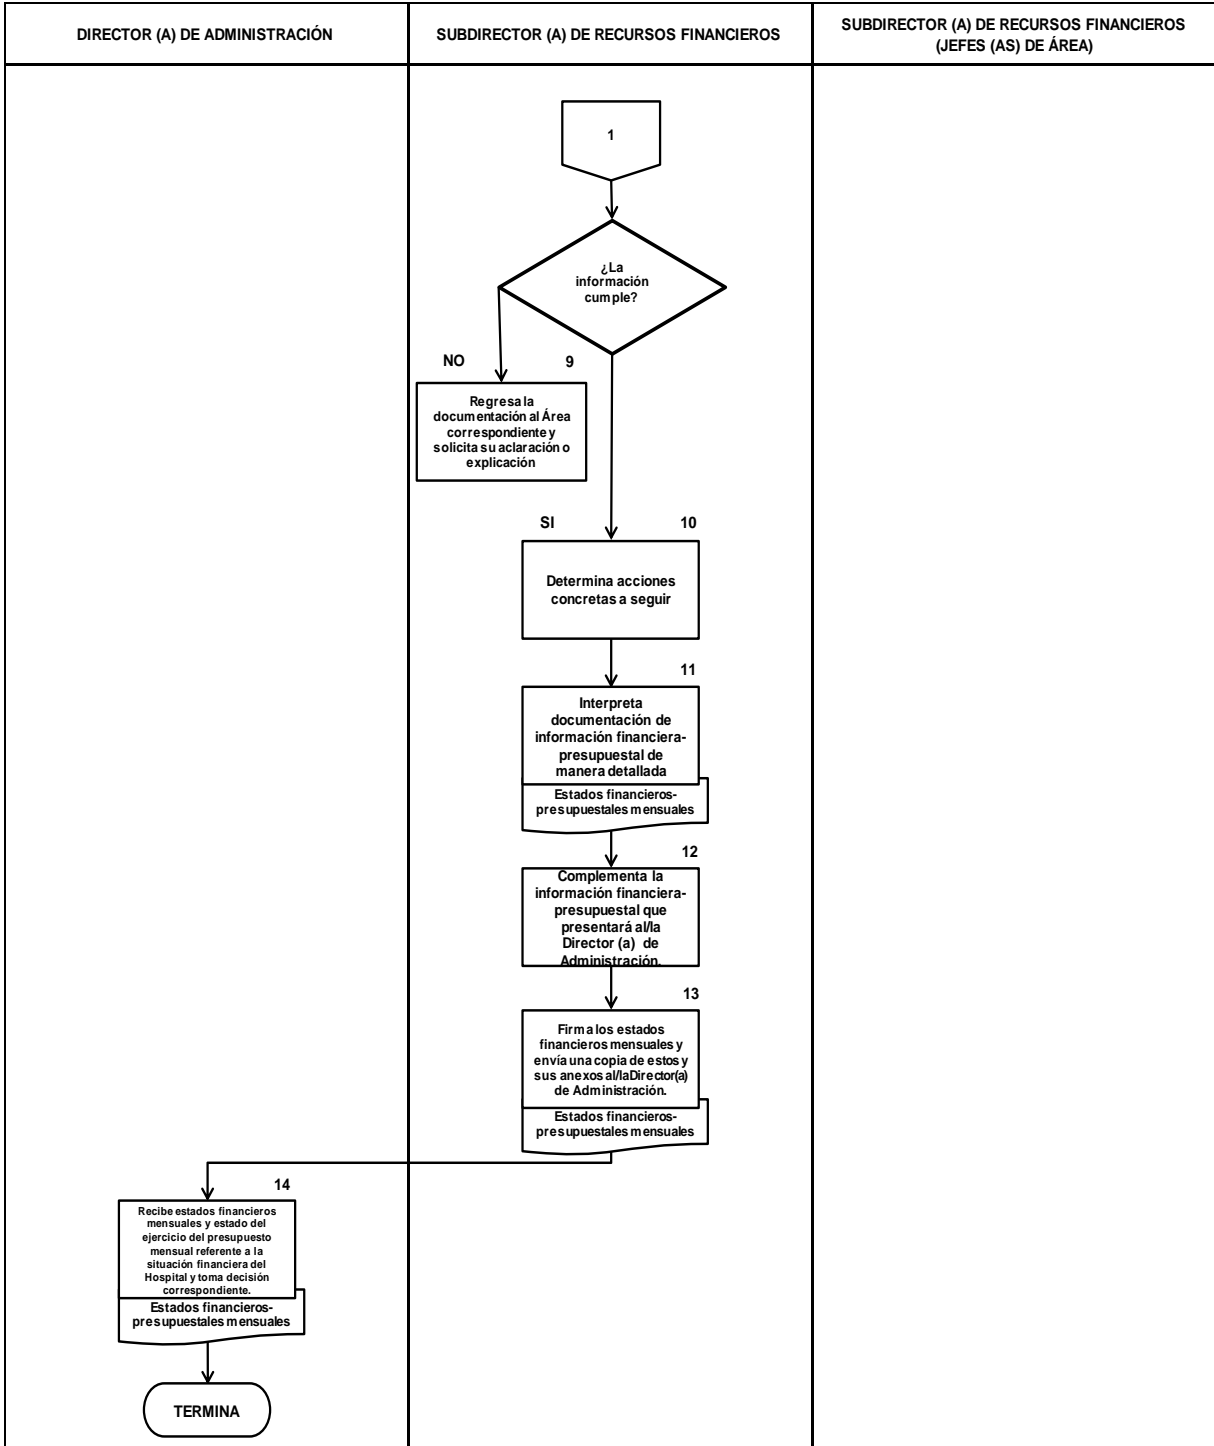 DIRECTOR (A) DE ADMINISTRACIÓN
SUBDIRECTOR (A) DE RECURSOS FINANCIEROS
SUBDIRECTOR (A) DE RECURSOS FINANCIEROS
(JEFES (AS) DE ÁREA)
1
¿La
información
cumple?
NO
9
Regresa la
documentación al Área
correspondiente y
solicita su aclaración o
explicación
SI
10
Determina acciones
concretas a seguir
11
Interpreta
documentación de
información financiera-
presupuestal de
manera detallada
Estados financieros-
presupuestales mensuales
12
Complementa la
información financiera-
presupuestal que
presentará al/la
Director (a) de
Administración.
13
Firma los estados
financieros mensuales y
envía una copia de estos y
sus anexos al/laDirector(a)
de Administración.
Estados financieros-
presupuestales mensuales
14
Recibe estados financieros
mensuales y estado del
ejercicio del presupuesto
mensual referente a la
situación financiera del
Hospital y toma decisión
correspondiente.
Estados financieros-
presupuestales mensuales
TERMINA